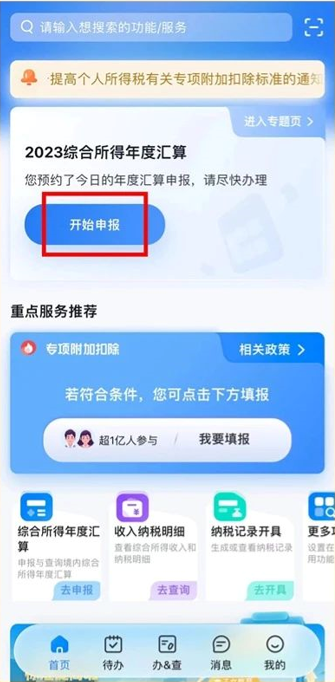 请输入想搜索的功能/服务
·提高个人所得税有关专项附加扣除标准的通知
进入专题页
2023综合所得年度汇算
您预约了今日的年度汇算申报，请尽快办理
开始申报
重点服务推荐
专项附加扣除
相关政策
若符合条件，您可点击下方填报
超1亿人参与 / 我要填报
综合所得年度汇算
申报与查询境内综合所得年度汇算
去申报
收入纳税明细
查看综合所得收入和纳税明细
去查询
纳税记录开具
生成或查看纳税记录
去开具
更多
设置在
用功能
首页
待办
办&查
消息
我的